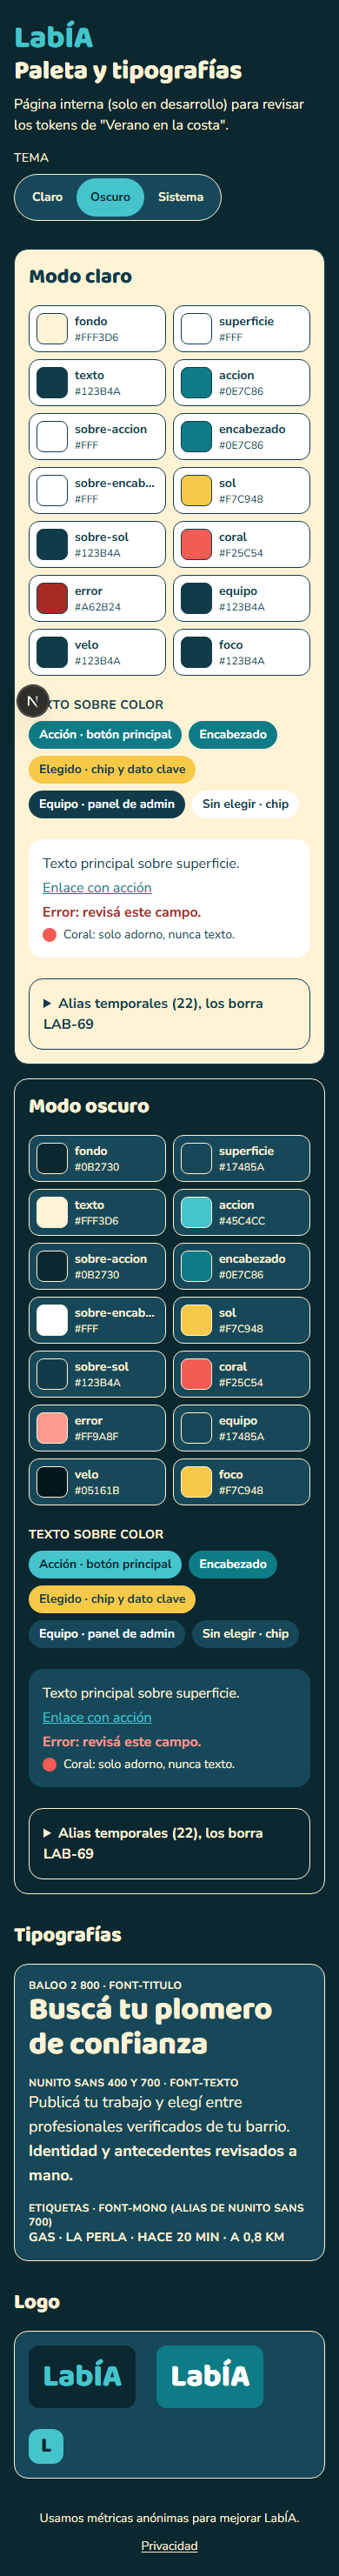 LabÍA
Paleta y tipografías
Página interna (solo en desarrollo) para revisar
los tokens de "Verano en la costa".
TEMA
Claro Oscuro Sistema
Modo claro
fondo
#FFF3D6
superficie
#FFF
texto
#123B4A
accion
#0E7C86
sobre-accion
#FFF
encabezado
#0E7C86
sobre-encab...
#FFF
sol
#F7C948
sobre-sol
#123B4A
coral
#F25C54
error
#A62B24
equipo
#123B4A
velo
#123B4A
foco
#123B4A
N
XTO SOBRE COLOR
Acción · botón principal Encabezado
Elegido · chip y dato clave
Equipo · panel de admin Sin elegir · chip
Texto principal sobre superficie.
Enlace con acción
Error: revisá este campo.
Coral: solo adorno, nunca texto.
Alias temporales (22), los borra
LAB-69
Modo oscuro
fondo
#0B2730
superficie
#17485A
texto
#FFF3D6
accion
#45C4CC
sobre-accion
#0B2730
encabezado
#0E7C86
sobre-encab...
#FFF
sol
#F7C948
sobre-sol
#123B4A
coral
#F25C54
error
#FF9A8F
equipo
#17485A
velo
#05161B
foco
#F7C948
TEXTO SOBRE COLOR
Acción · botón principal Encabezado
Elegido · chip y dato clave
Equipo · panel de admin Sin elegir · chip
Texto principal sobre superficie.
Enlace con acción
Error: revisá este campo.
Coral: solo adorno, nunca texto.
Alias temporales (22), los borra
LAB-69
Tipografías
BALOO 2 800 · FONT-TITULO
Buscá tu plomero
de confianza
NUNITO SANS 400 Y 700 · FONT-TEXTO
Publicá tu trabajo y elegí entre
profesionales verificados de tu barrio.
Identidad y antecedentes revisados a
mano.
ETIQUETAS · FONT-MONO (ALIAS DE NUNITO SANS
700)
GAS · LA PERLA · HACE 20 MIN · A 0,8 KM
Logo
LabÍA LabÍA
L
Usamos métricas anónimas para mejorar LabÍA.
Privacidad